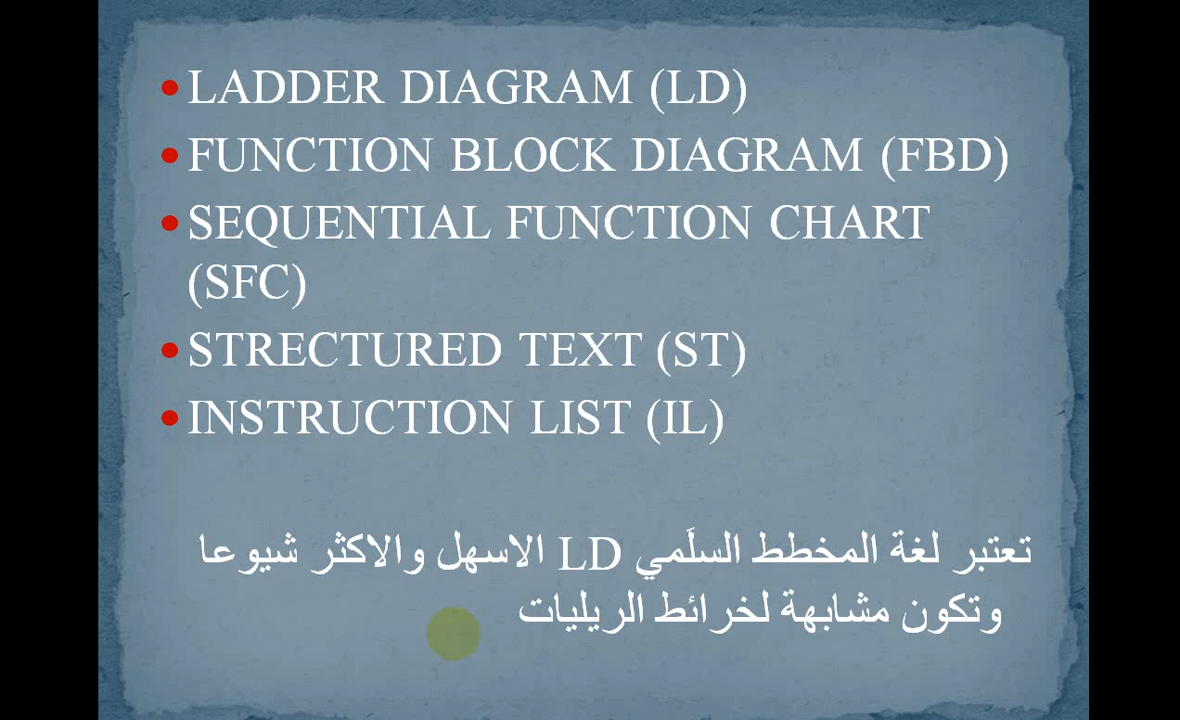 LADDER DIAGRAM (LD)
FUNCTION BLOCK DIAGRAM (FBD)
SEQUENTIAL FUNCTION CHART
(SFC)
STRECTURED TEXT (ST)
INSTRUCTION LIST (IL)
تعتبر لغة المخطط السلَمي LD الاسهل والاكثر شيوعا
وتكون مشابهة لخرائط الريليات